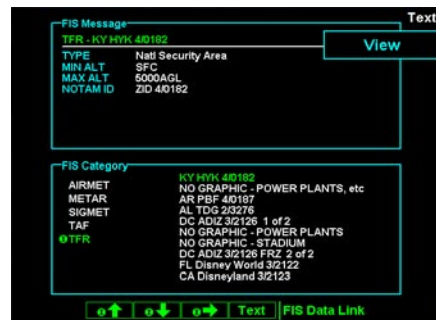 Text
FIS Message
TFR - KY HYK 4/0182
View
TYPE Natl Security Area
MIN ALT SFC
MAX ALT 5000AGL
NOTAM ID ZID 4/0182
FIS Category
AIRMET
METAR
SIGMET
TAF
TFR
KY HYK 4/0182
NO GRAPHIC - POWER PLANTS, etc
AR PBF 4/0187
AL TDG 2/3276
DC ADIZ 3/2126 1 of 2
NO GRAPHIC - POWER PLANTS
NO GRAPHIC - STADIUM
DC ADIZ 3/2126 FRZ 2 of 2
FL Disney World 3/2122
CA Disneyland 3/2123
Text FIS Data Link